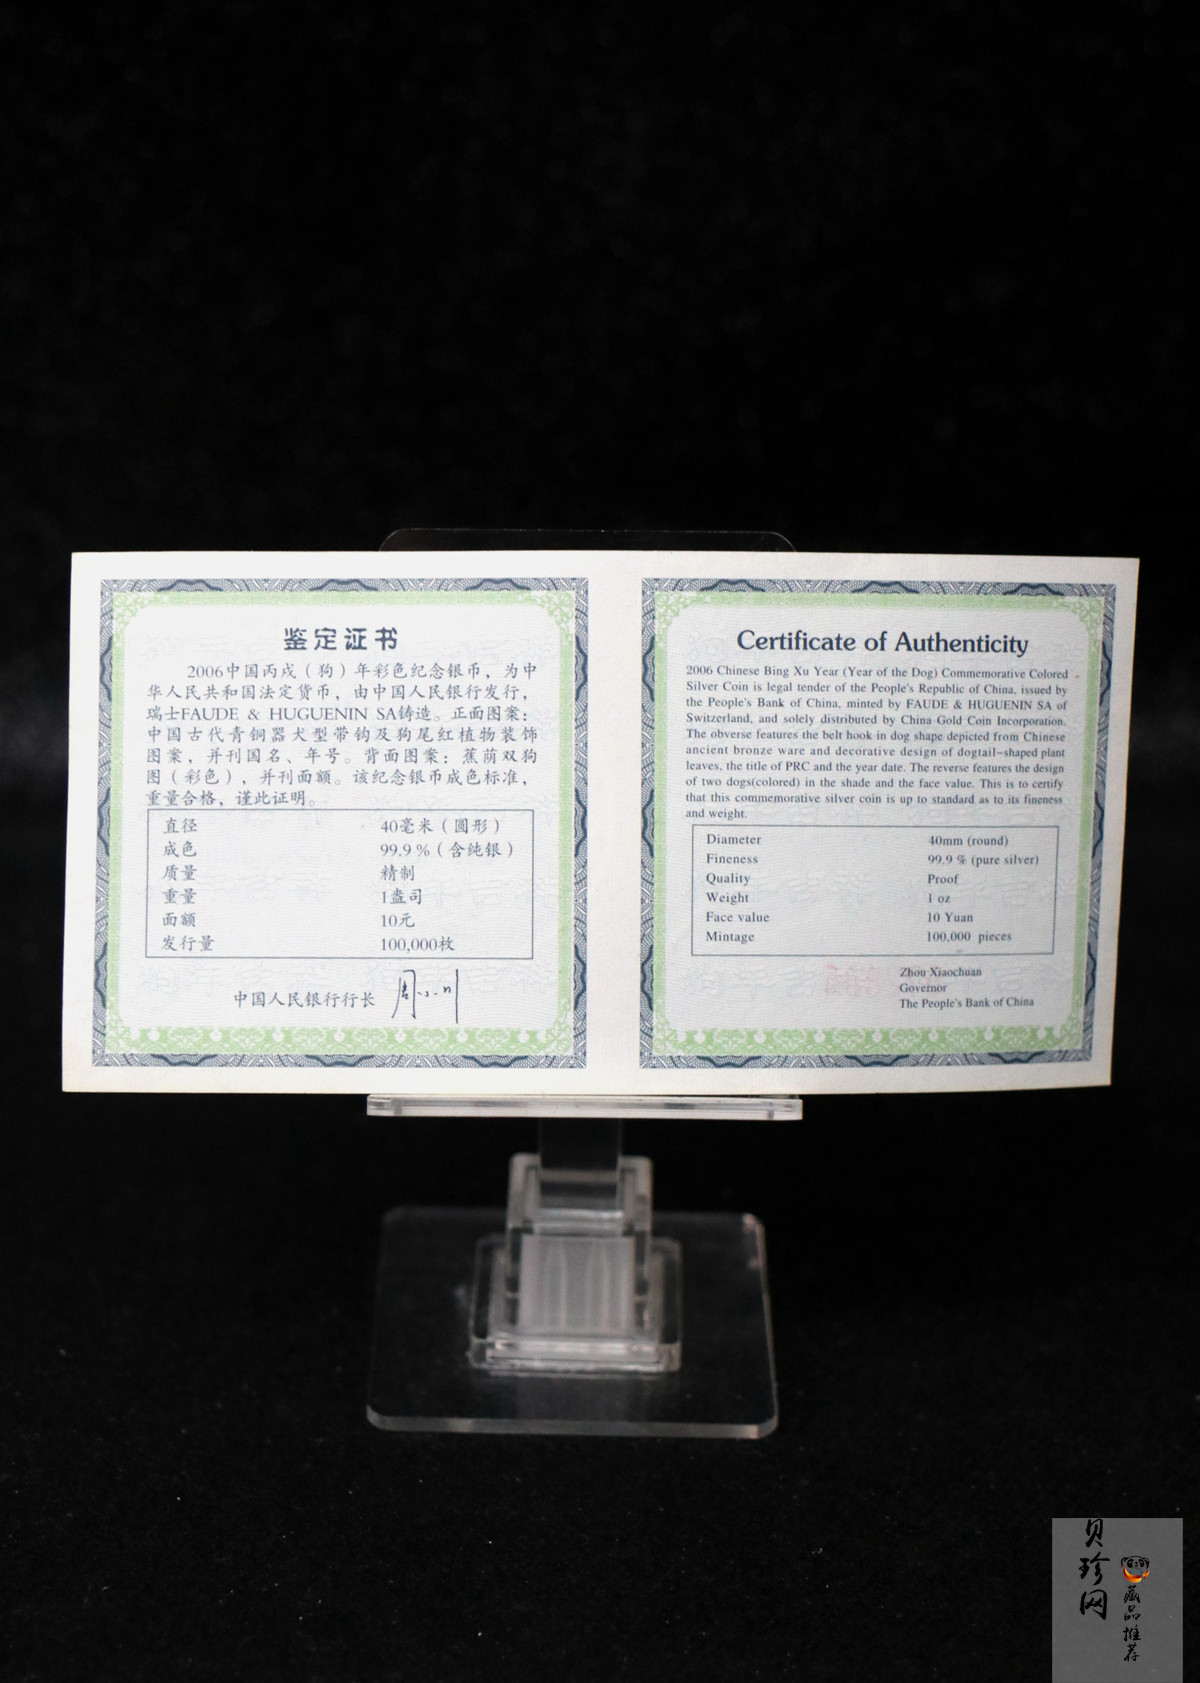 鉴定证书
2006中国丙戌（狗）年彩色纪念银币，为中
华人民共和国法定货币，由中国人民银行发行，
瑞士FAUDE & HUGUENIN SA铸造。正面图案：
中国古代青铜器犬型带钩及狗尾红植物装饰
图案，并刊国名、年号。背面图案：蕉荫双狗
图（彩色），并刊面额。该纪念银币成色标准，
重量合格，谨此证明。
直径 40毫米（圆形）
成色 99.9%（含纯银）
质量 精制
重量 1盎司
面额 10元
发行量 100,000枚
中国人民银行行长 周小川
Certificate of Authenticity
2006 Chinese Bing Xu Year (Year of the Dog) Commemorative Colored
Silver Coin is legal tender of the People's Republic of China, issued by
the People's Bank of China, minted by FAUDE & HUGUENIN SA of
Switzerland, and solely distributed by China Gold Coin Incorporation.
The obverse features the belt hook in dog shape depicted from Chinese
ancient bronze ware and decorative design of dogtail-shaped plant
leaves, the title of PRC and the year date. The reverse features the design
of two dogs(colored) in the shade and the face value. This is to certify
that this commemorative silver coin is up to standard as to its fineness
and weight.
Diameter 40mm (round)
Fineness 99.9 % (pure silver)
Quality Proof
Weight 1 oz
Face value 10 Yuan
Mintage 100,000 pieces
Zhou Xiaochuan
Governor
The People's Bank of China
贝珍网
藏品推荐